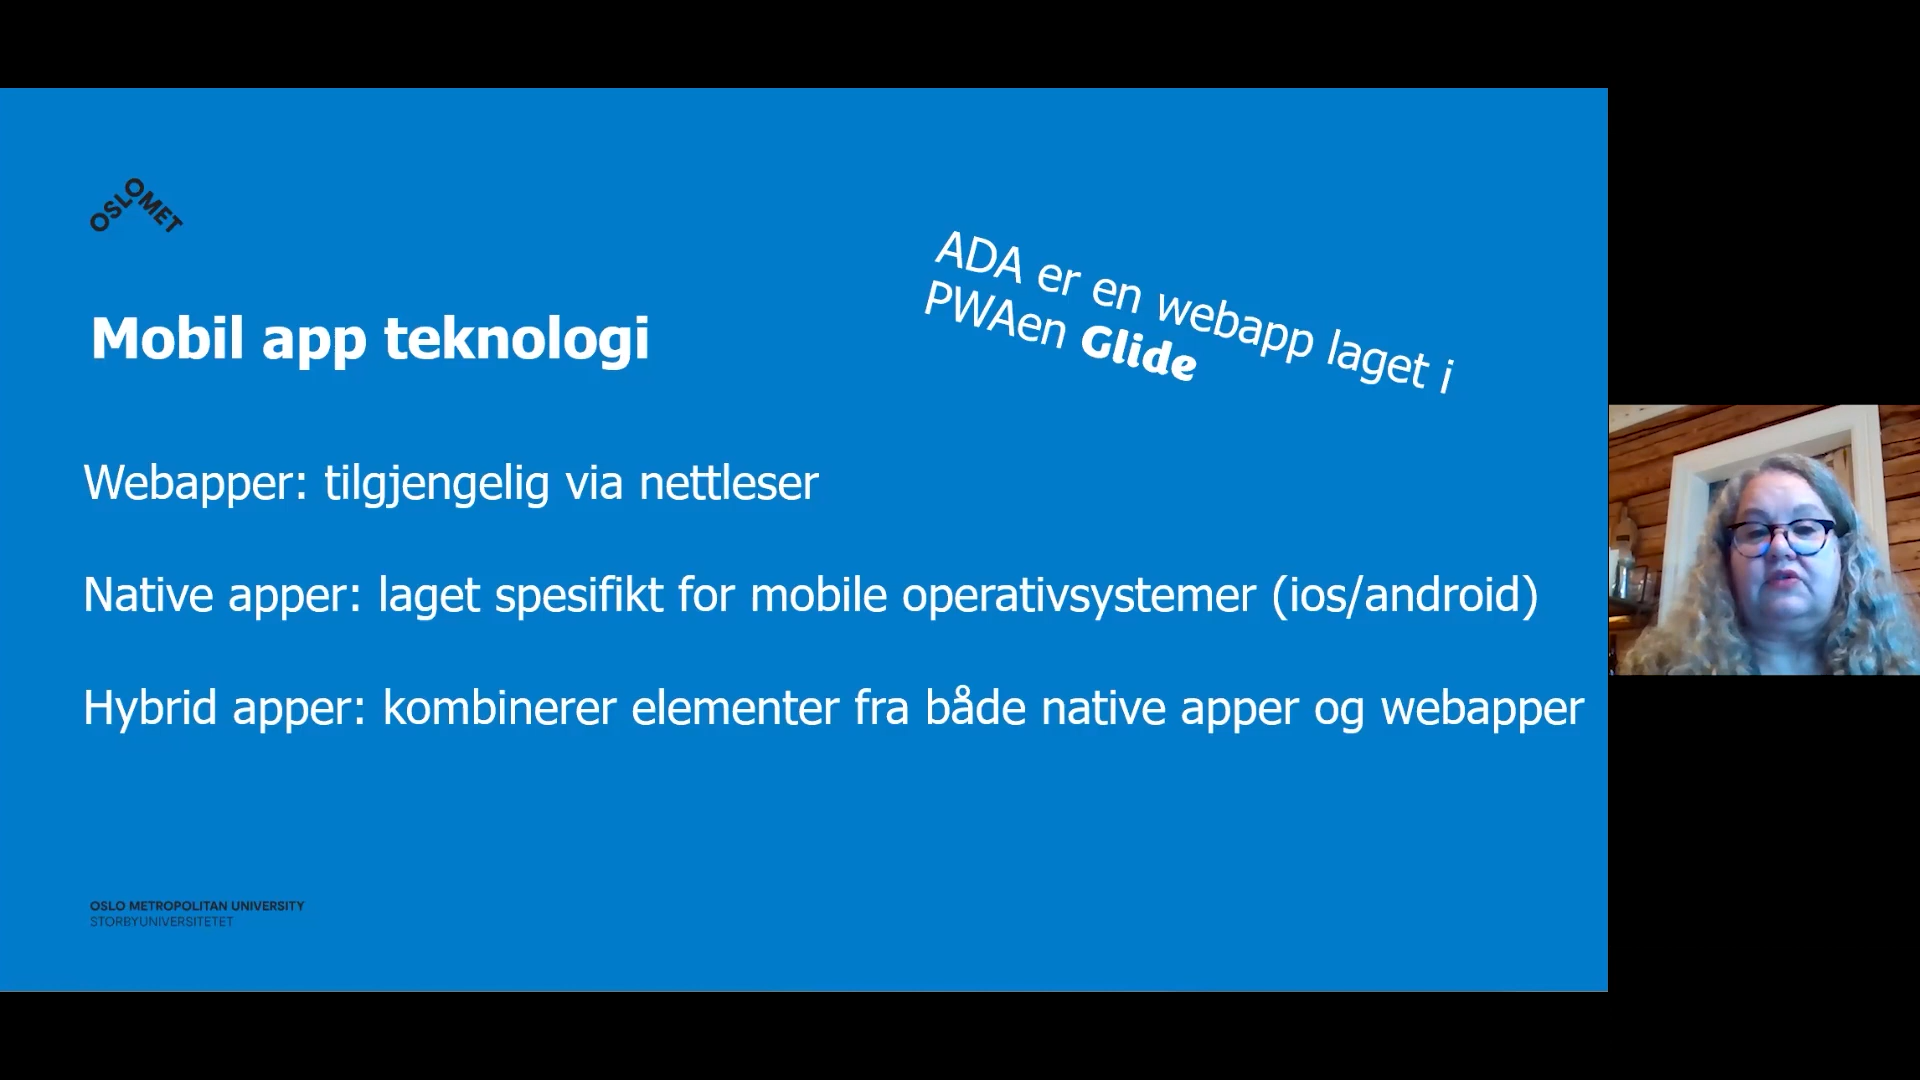 OSLOMET
ADA er en webapp laget i
PWAen Glide
Mobil app teknologi
Webapper: tilgjengelig via nettleser
Native apper: laget spesifikt for mobile operativsystemer (ios/android)
Hybrid apper: kombinerer elementer fra både native apper og webapper
OSLO METROPOLITAN UNIVERSITY
STORBYUNIVERSITETET